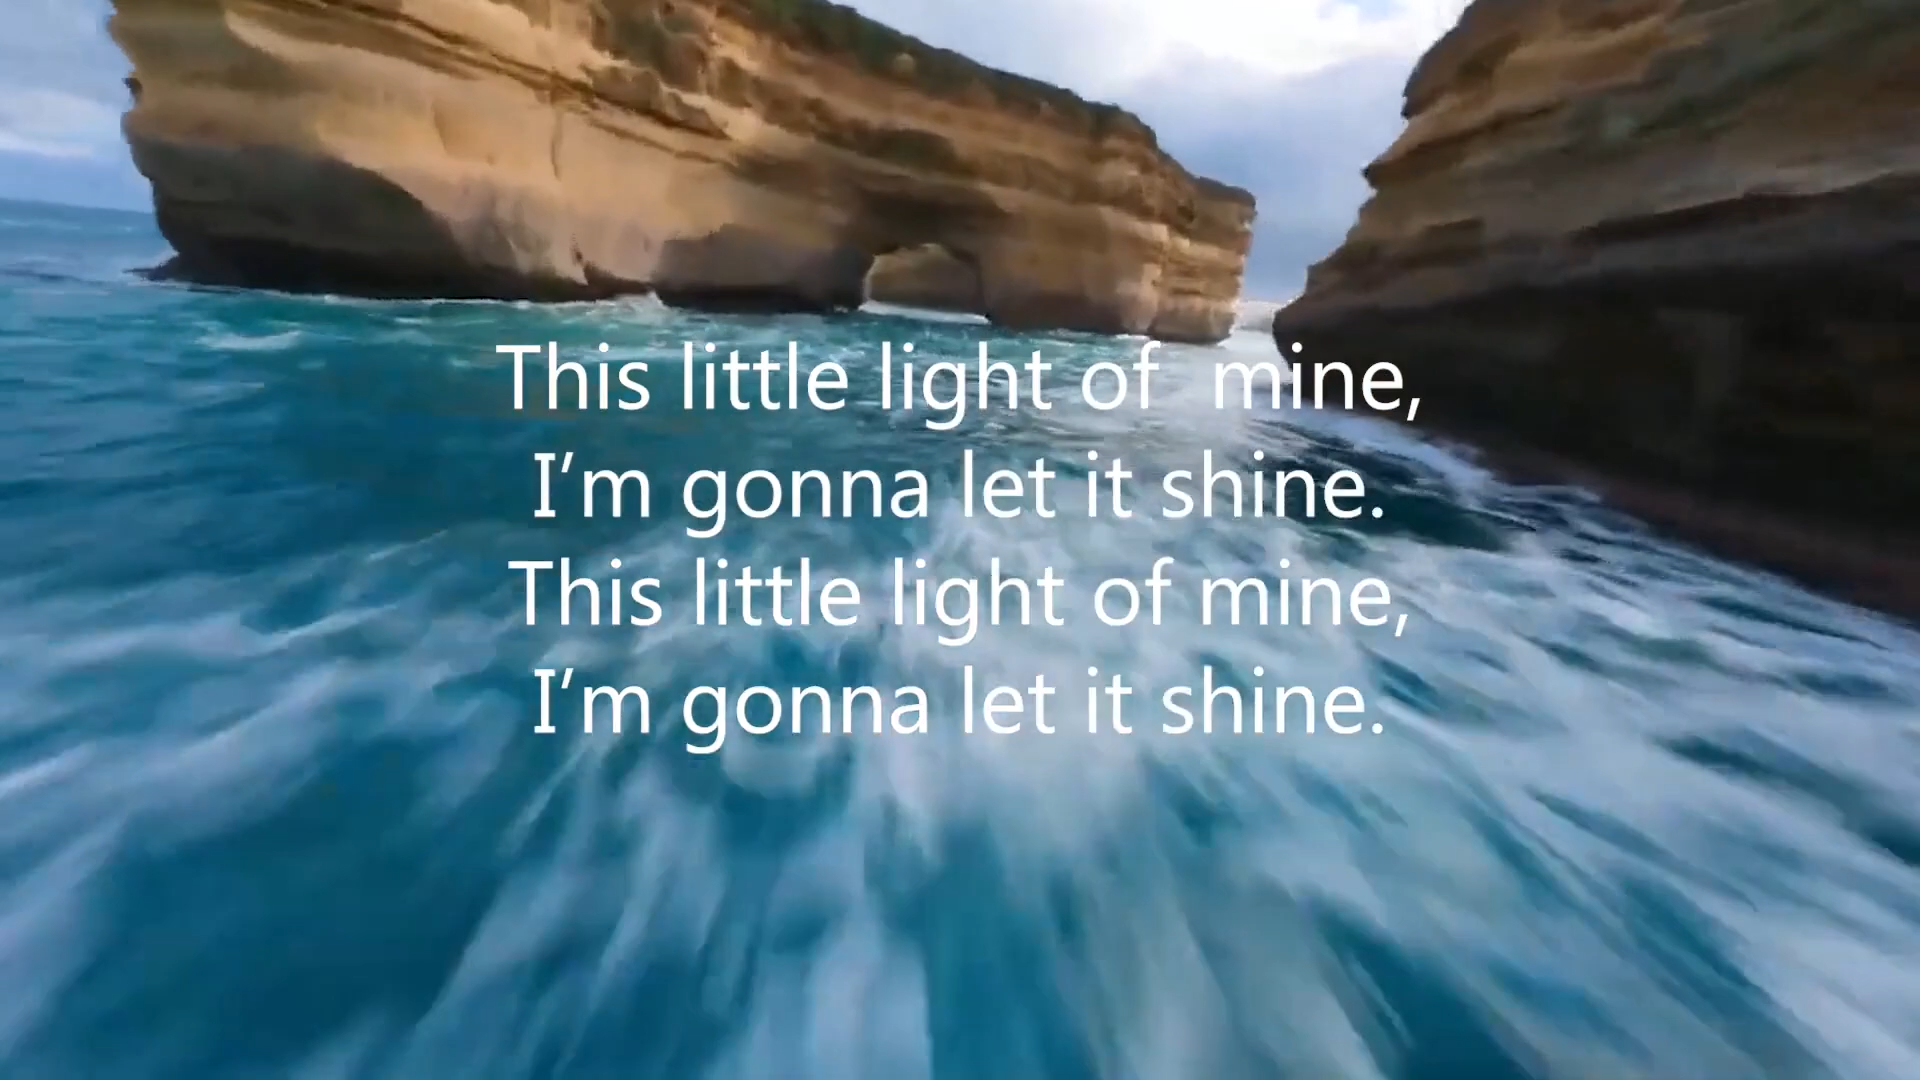 This little light of  mine,
I’m gonna let it shine.
This little light of mine,
I’m gonna let it shine.